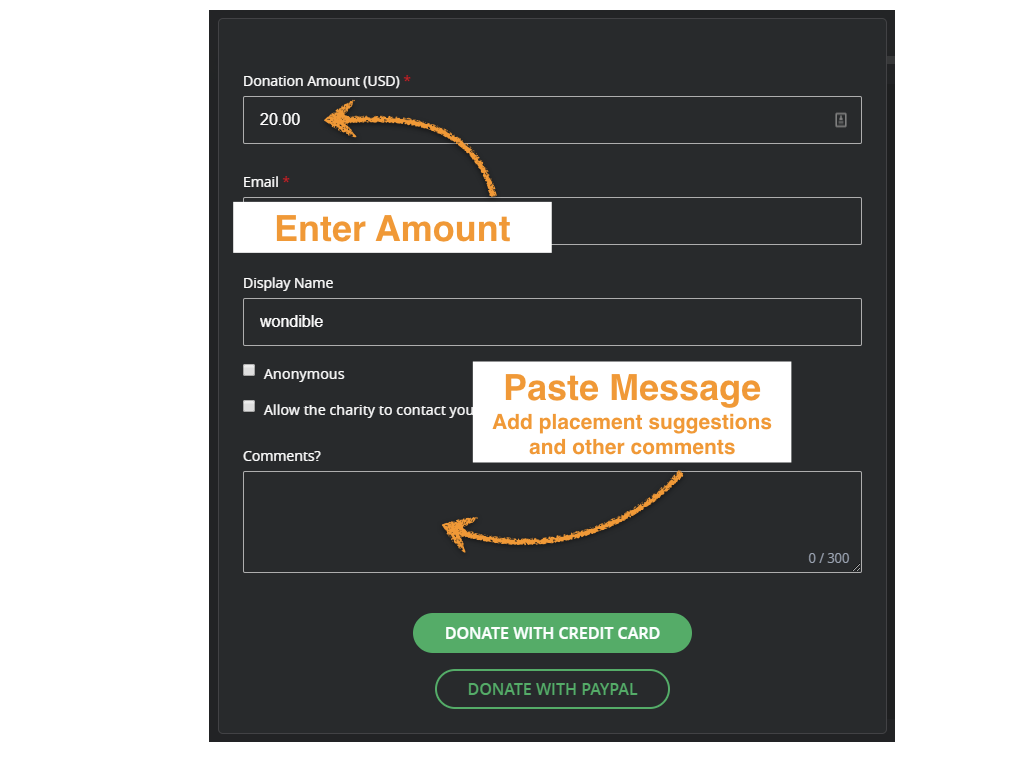 Donation Amount (USD) *
20.00
Email *
Enter Amount
Display Name
wondible
Anonymous
Allow the charity to contact you
Paste Message
Add placement suggestions
and other comments
Comments?
0 / 300
DONATE WITH CREDIT CARD
DONATE WITH PAYPAL